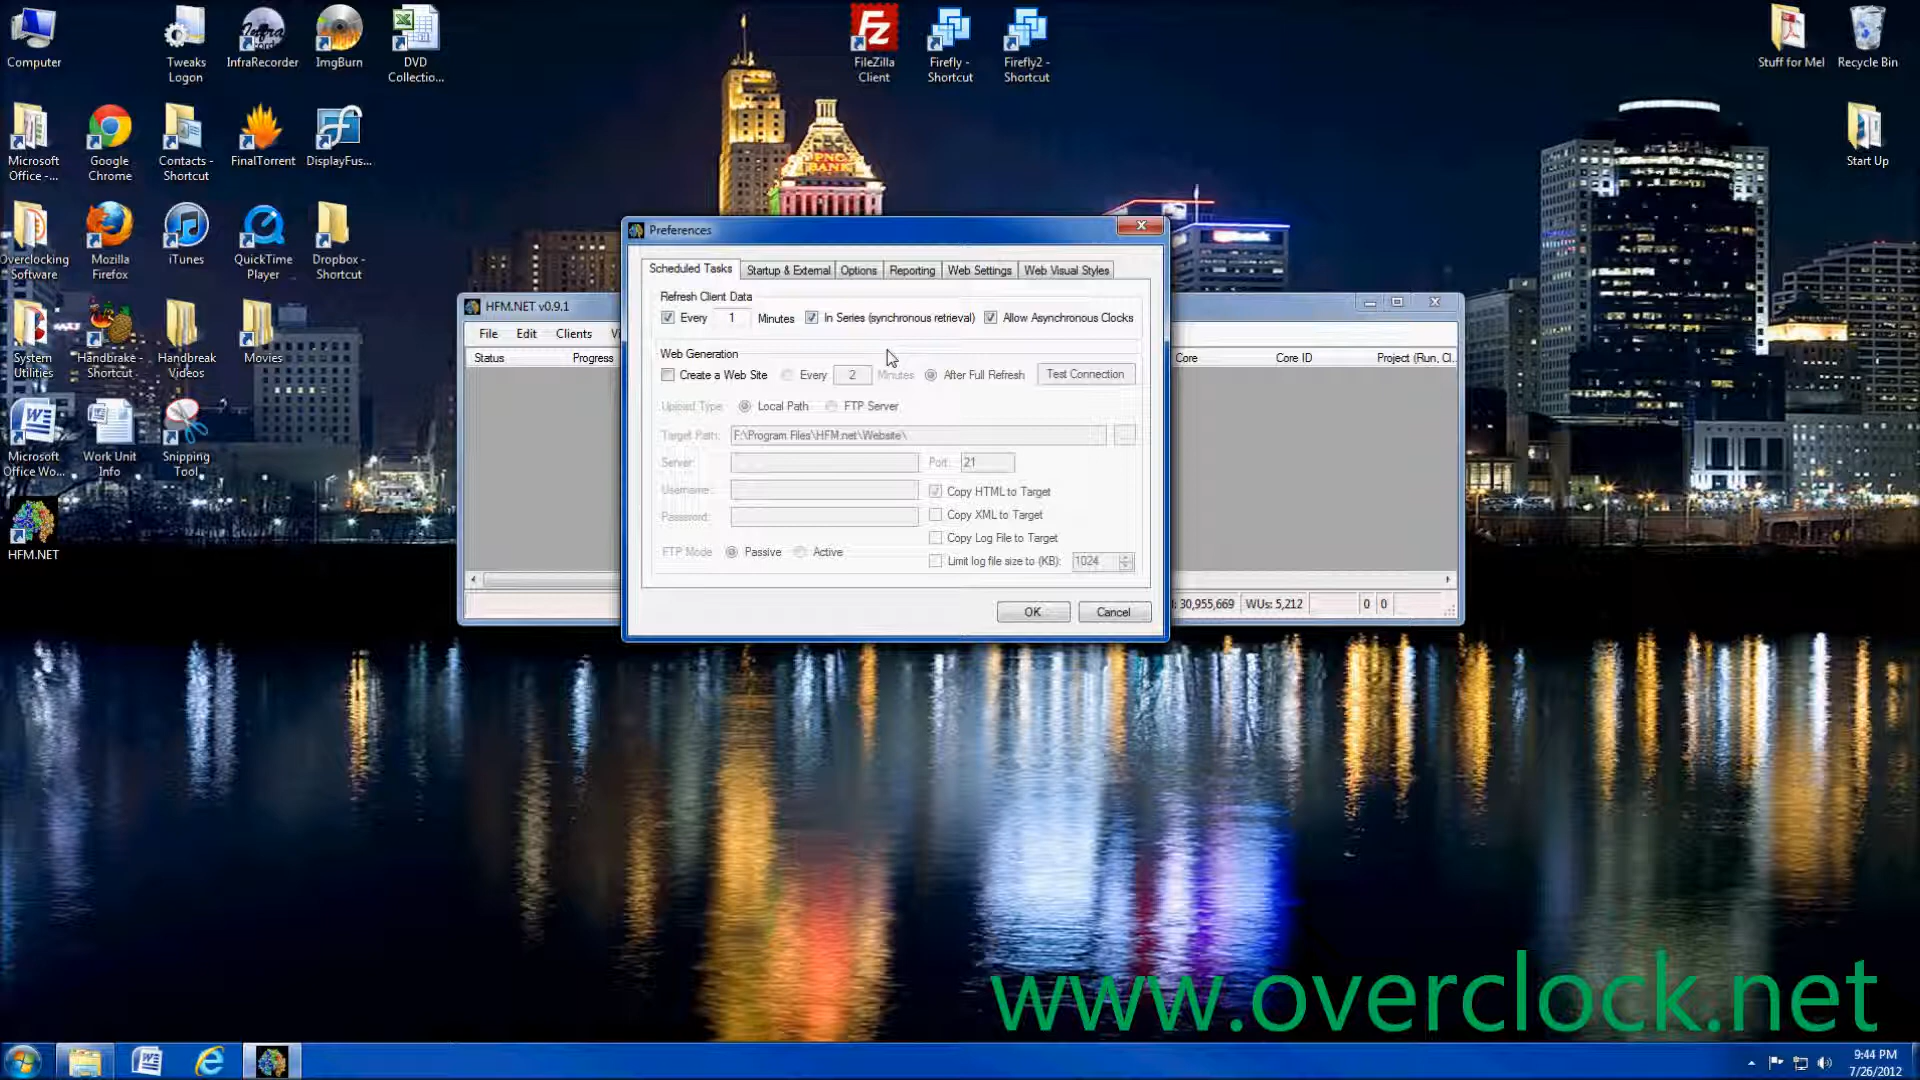 Computer
Tweaks
Logon
InfraRecorder
ImgBurn
DVD
Collectio...
FileZilla
Client
Firefly -
Shortcut
Firefly2 -
Shortcut
Stuff for Me!
Recycle Bin
Microsoft
Office -...
Google
Chrome
Contacts -
Shortcut
FinalTorrent
DisplayFus...
Start Up
PNC
BANK
Overclocking
Software
Mozilla
Firefox
iTunes
QuickTime
Player
Dropbox -
Shortcut
System
Utilities
Handbrake -
Shortcut
Handbreak
Videos
Movies
Microsoft
Office Wo...
Work Unit
Info
Snipping
Tool
HFM.NET
Preferences
Scheduled Tasks Startup & External Options Reporting Web Settings Web Visual Styles
Refresh Client Data
Every 1 Minutes In Series (synchronous retrieval) Allow Asynchronous Clocks
Web Generation
Create a Web Site Every 2 Minutes After Full Refresh Test Connection
Upload Type: Local Path FTP Server
Target Path: F:\Program Files\HFM.net\Website\ ...
Server: Port: 21
Username: Copy HTML to Target
Password: Copy XML to Target
Copy Log File to Target
FTP Mode Passive Active
Limit log file size to (KB): 1024
OK Cancel
HFM.NET v0.9.1
File Edit Clients Vi
Status Progress Core Core ID Project (Run, Cl...
: 30,955,669 WUs: 5,212 0 0
www.overclock.net
9:44 PM
7/26/2012